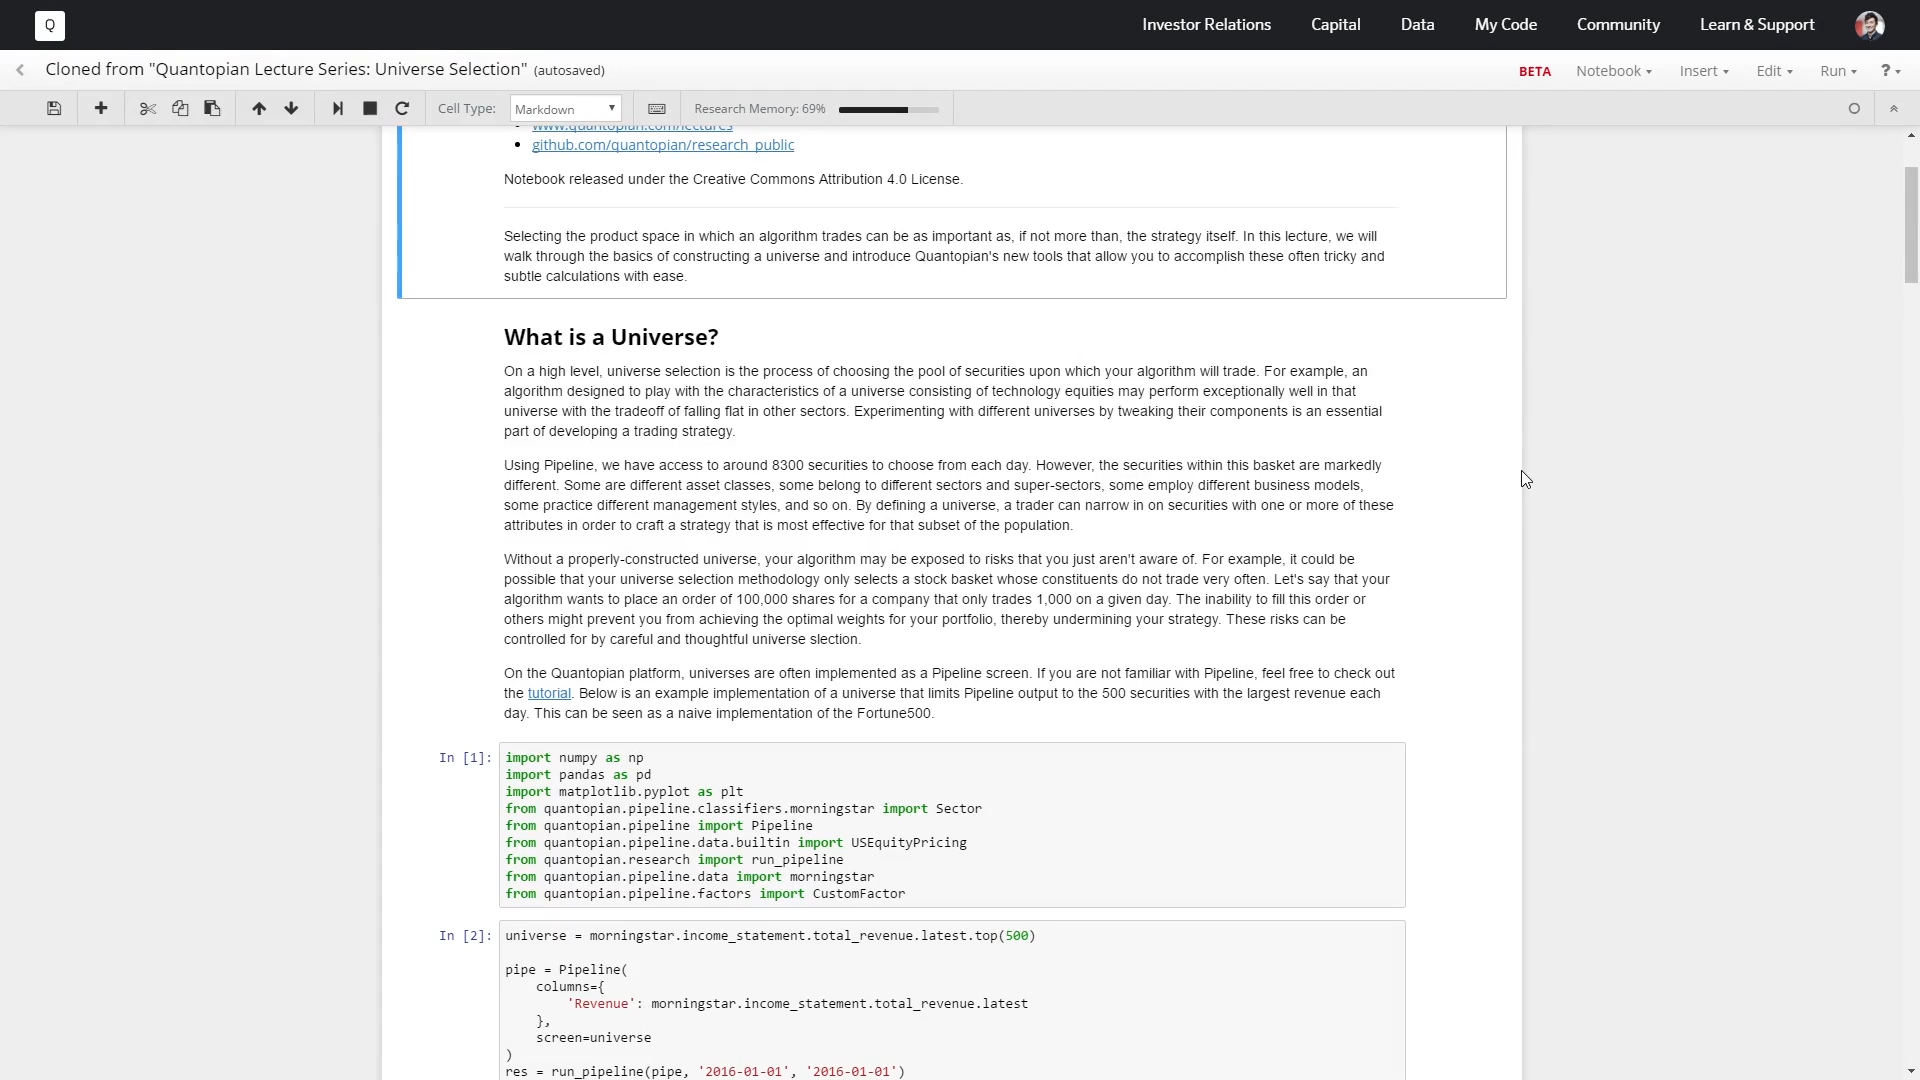 Q
Investor Relations Capital Data My Code Community Learn & Support
Cloned from "Quantopian Lecture Series: Universe Selection" (autosaved)
BETA Notebook Insert Edit Run ?
Cell Type: Markdown Research Memory: 69%
www.quantopian.com/lectures
github.com/quantopian/research_public
Notebook released under the Creative Commons Attribution 4.0 License.
Selecting the product space in which an algorithm trades can be as important as, if not more than, the strategy itself. In this lecture, we will
walk through the basics of constructing a universe and introduce Quantopian's new tools that allow you to accomplish these often tricky and
subtle calculations with ease.
What is a Universe?
On a high level, universe selection is the process of choosing the pool of securities upon which your algorithm will trade. For example, an
algorithm designed to play with the characteristics of a universe consisting of technology equities may perform exceptionally well in that
universe with the tradeoff of falling flat in other sectors. Experimenting with different universes by tweaking their components is an essential
part of developing a trading strategy.
Using Pipeline, we have access to around 8300 securities to choose from each day. However, the securities within this basket are markedly
different. Some are different asset classes, some belong to different sectors and super-sectors, some employ different business models,
some practice different management styles, and so on. By defining a universe, a trader can narrow in on securities with one or more of these
attributes in order to craft a strategy that is most effective for that subset of the population.
Without a properly-constructed universe, your algorithm may be exposed to risks that you just aren't aware of. For example, it could be
possible that your universe selection methodology only selects a stock basket whose constituents do not trade very often. Let's say that your
algorithm wants to place an order of 100,000 shares for a company that only trades 1,000 on a given day. The inability to fill this order or
others might prevent you from achieving the optimal weights for your portfolio, thereby undermining your strategy. These risks can be
controlled for by careful and thoughtful universe slection.
On the Quantopian platform, universes are often implemented as a Pipeline screen. If you are not familiar with Pipeline, feel free to check out
the tutorial. Below is an example implementation of a universe that limits Pipeline output to the 500 securities with the largest revenue each
day. This can be seen as a naive implementation of the Fortune500.
In [1]: import numpy as np
import pandas as pd
import matplotlib.pyplot as plt
from quantopian.pipeline.classifiers.morningstar import Sector
from quantopian.pipeline import Pipeline
from quantopian.pipeline.data.builtin import USEquityPricing
from quantopian.research import run_pipeline
from quantopian.pipeline.data import morningstar
from quantopian.pipeline.factors import CustomFactor
In [2]: universe = morningstar.income_statement.total_revenue.latest.top(500)
pipe = Pipeline(
columns={
'Revenue': morningstar.income_statement.total_revenue.latest
},
screen=universe
)
res = run_pipeline(pipe, '2016-01-01', '2016-01-01')